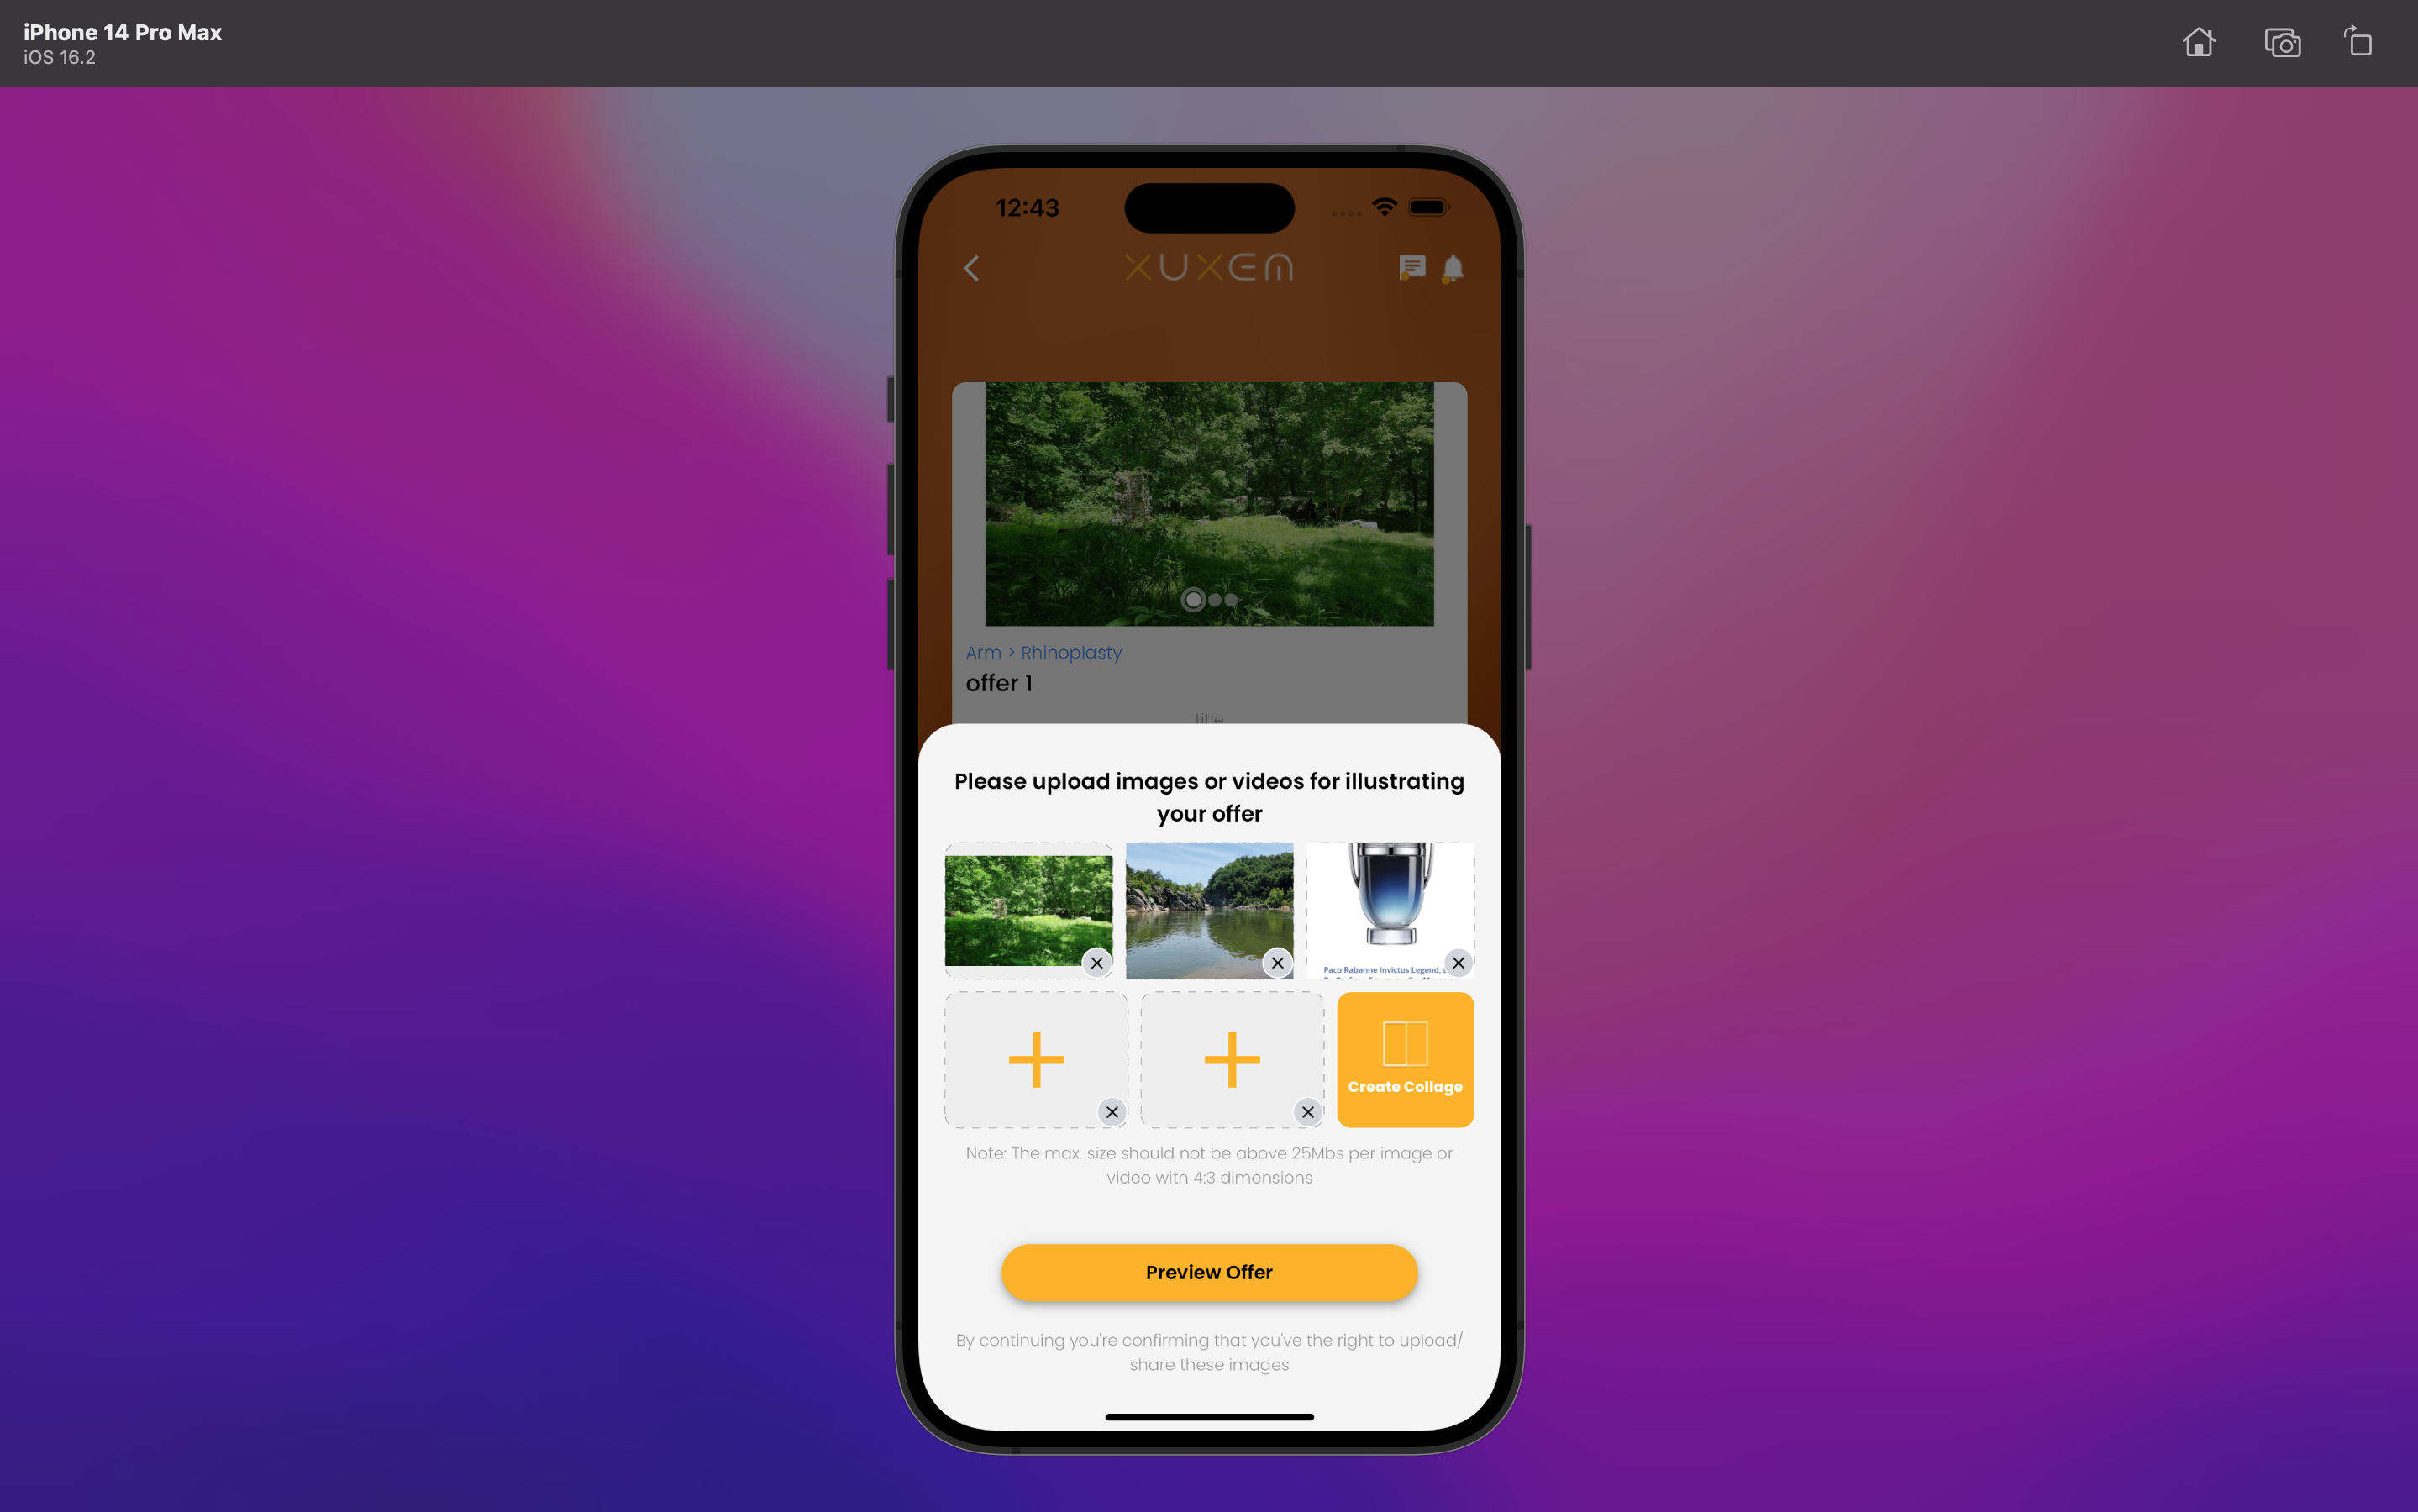 iPhone 14 Pro Max
iOS 16.2
12:43
XUXEM
Arm > Rhinoplasty
offer 1
title
Please upload images or videos for illustrating
your offer
Paco Rabanne Invictus Legend,
Create Collage
Note: The max. size should not be above 25Mbs per image or
video with 4:3 dimensions
Preview Offer
By continuing you're confirming that you've the right to upload/
share these images